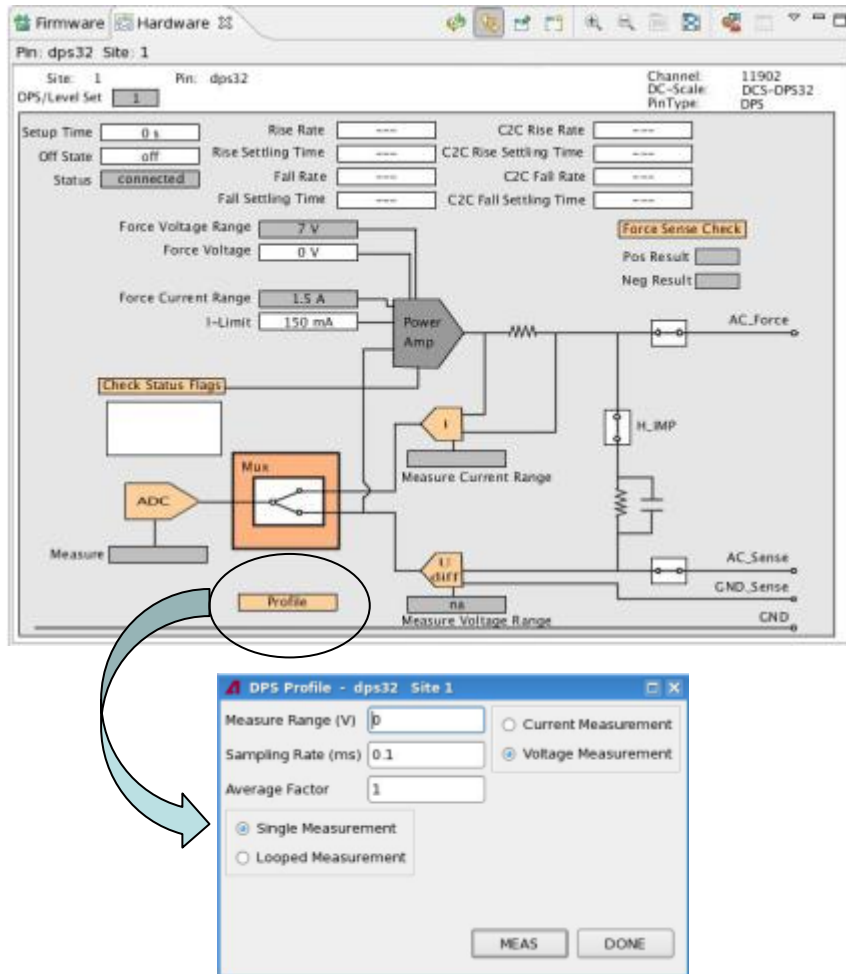 Firmware Hardware
Pin: dps32 Site: 1
Site: 1 Pin: dps32 Channel: 11902
DPS/Level Set 1 DC-Scale: DCS-DPS32
PinType: DPS
Setup Time 0 s Rise Rate --- C2C Rise Rate ---
Off State off Rise Settling Time --- C2C Rise Settling Time ---
Status connected Fall Rate --- C2C Fall Rate ---
Fall Settling Time --- C2C Fall Settling Time ---
Force Voltage Range 7 V Force Sense Check
Force Voltage 0 V Pos Result
Neg Result
Force Current Range 1.5 A
I-Limit 150 mA Power Amp AC_Force
Check Status Flags
I H_IMP
Mux Measure Current Range
ADC
Measure U diff AC_Sense
GND_Sense
Profile na
Measure Voltage Range GND
DPS Profile - dps32 Site 1
Measure Range (V) 0 Current Measurement
Sampling Rate (ms) 0.1 Voltage Measurement
Average Factor 1
Single Measurement
Looped Measurement
MEAS DONE